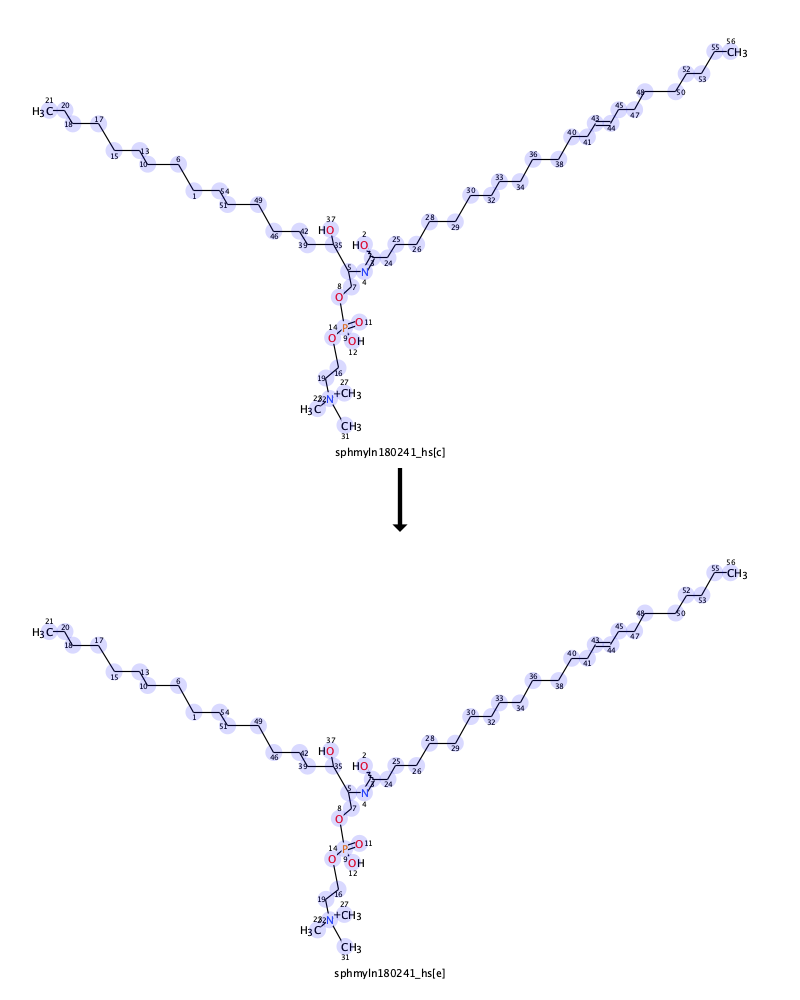 56
55 CH3
52
53
48 50
21
H3C 20
45 47
18 17
43 44
40 41
15 13
10 6
36 38
33 34
1 54
30 32
51 49
28 29
37 HO
46 42
2 HO
25 26
39 35
3 24
5 N 4
8 7
O
14 P O 11
O 9 OH
12
16
19 27
N + CH3
23 22
H3C
CH3
31
sphmyln180241_hs[c]
56
55 CH3
52
53
48 50
21
H3C 20
45 47
18 17
43 44
40 41
15 13
10 6
36 38
33 34
1 54
30 32
51 49
28 29
37 HO
46 42
2 HO
25 26
39 35
3 24
5 N 4
8 7
O
14 P O 11
O 9 OH
12
16
19 27
N + CH3
23 22
H3C
CH3
31
sphmyln180241_hs[e]